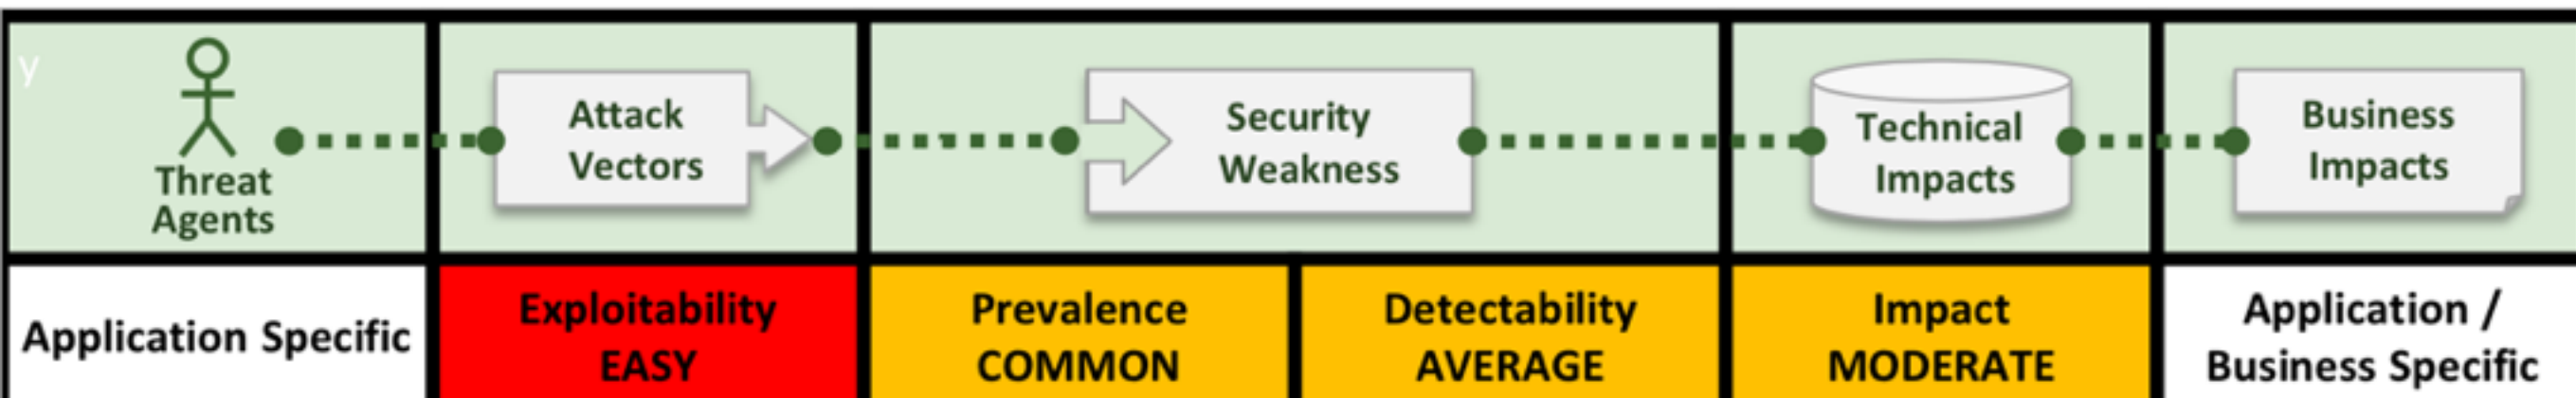 y
Threat
Agents
Attack
Vectors
Security
Weakness
Technical
Impacts
Business
Impacts
Application Specific
Exploitability
EASY
Prevalence
COMMON
Detectability
AVERAGE
Impact
MODERATE
Application /
Business Specific